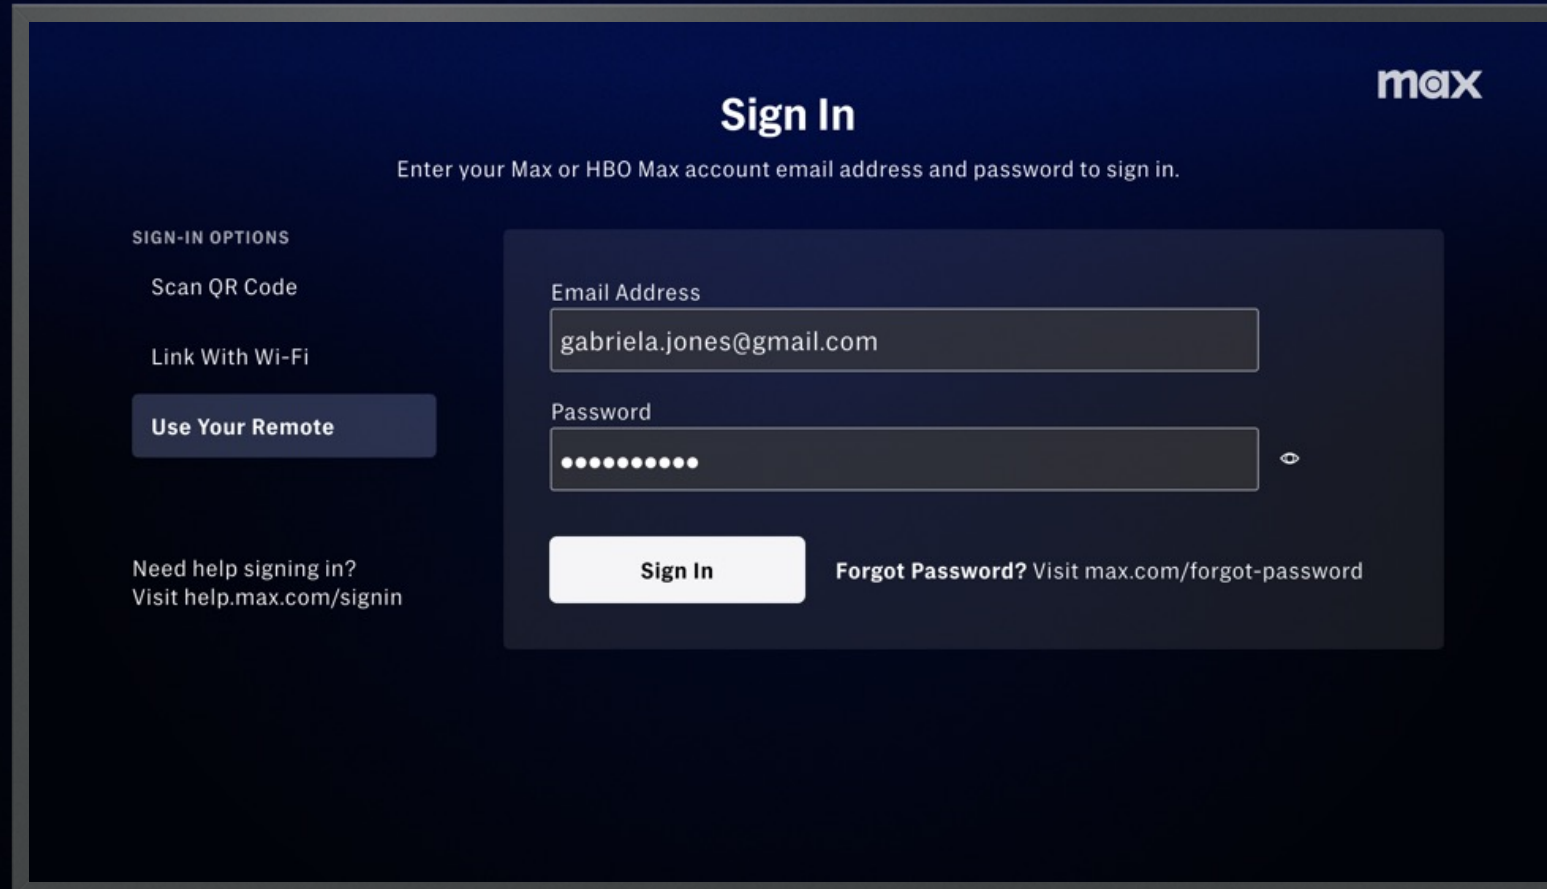 max
Sign In
Enter your Max or HBO Max account email address and password to sign in.
SIGN-IN OPTIONS
Scan QR Code
Link With Wi-Fi
Use Your Remote
Need help signing in?
Visit help.max.com/signin
Email Address
gabriela.jones@gmail.com
Password
••••••••••
Sign In
Forgot Password? Visit max.com/forgot-password